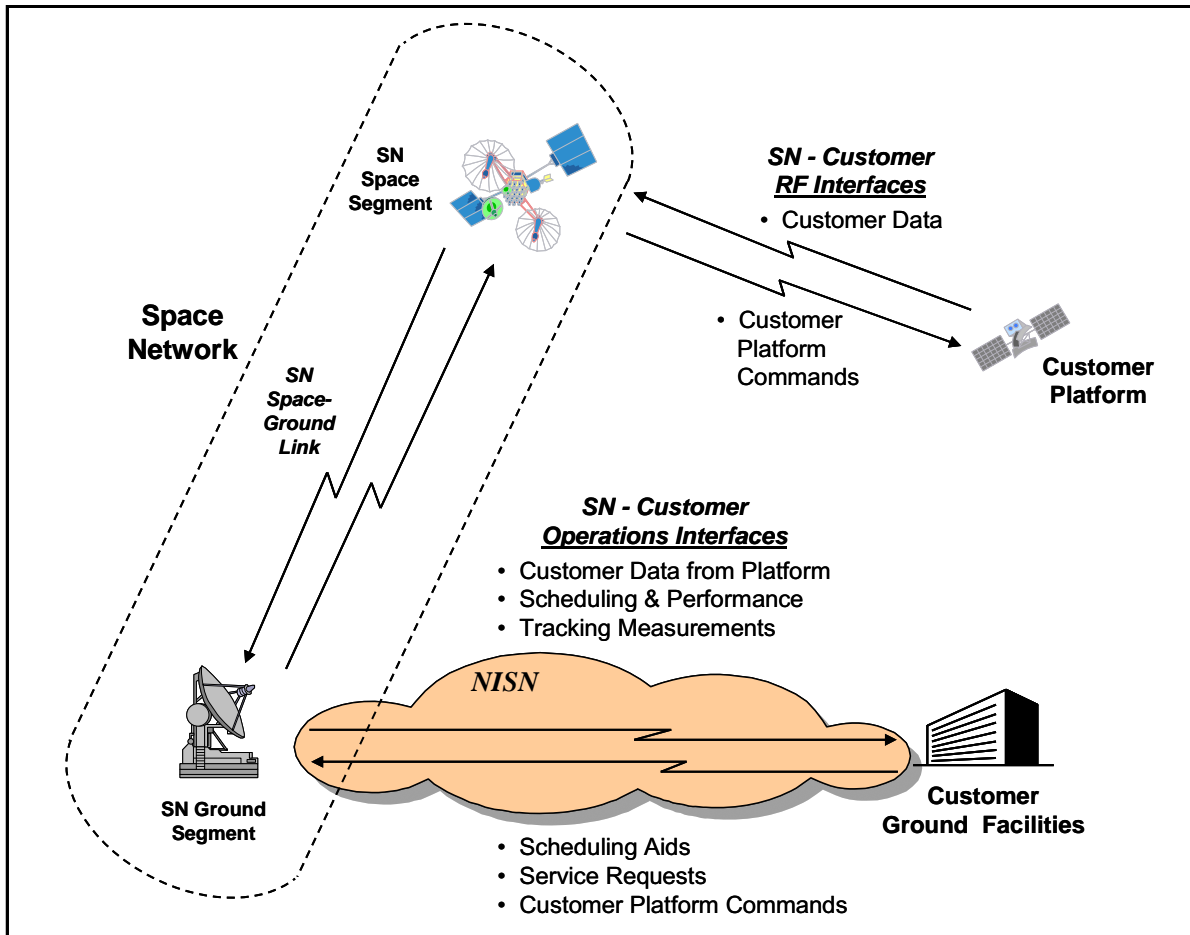 SN
Space
Segment
SN - Customer
RF Interfaces
• Customer Data
Space
Network
• Customer
Platform
Commands
Customer
Platform
SN
Space-
Ground
Link
SN - Customer
Operations Interfaces
• Customer Data from Platform
• Scheduling & Performance
• Tracking Measurements
NISN
SN Ground
Segment
Customer
Ground Facilities
• Scheduling Aids
• Service Requests
• Customer Platform Commands